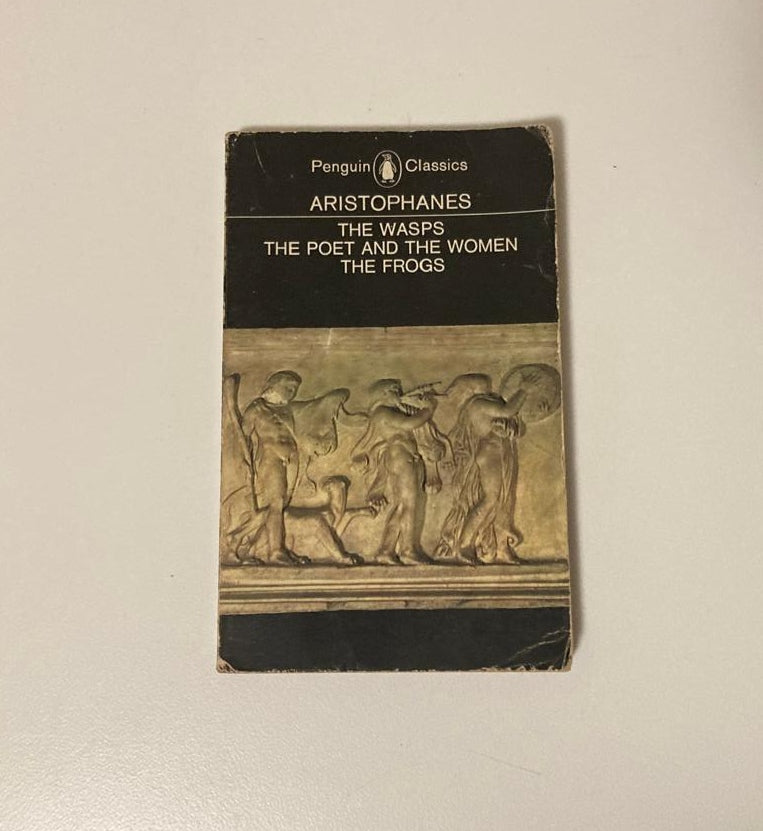 Penguin Classics
ARISTOPHANES
THE WASPS
THE POET AND THE WOMEN
THE FROGS